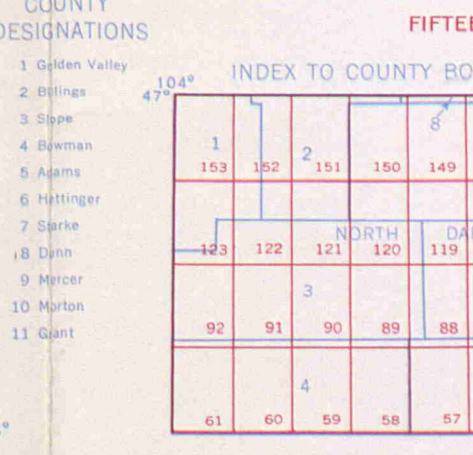 COUNTY
DESIGNATIONS
1 Golden Valley
2 Billings
3 Slope
4 Bowman
5 Adams
6 Hettinger
7 Starke
8 Dunn
9 Mercer
10 Morton
11 Grant
FIFTEE
INDEX TO COUNTY BO
104°
47°
8
1 2
153 152 151 150 149
NORTH DA
123 122 121 120 119
3
92 91 90 89 88
4
61 60 59 58 57